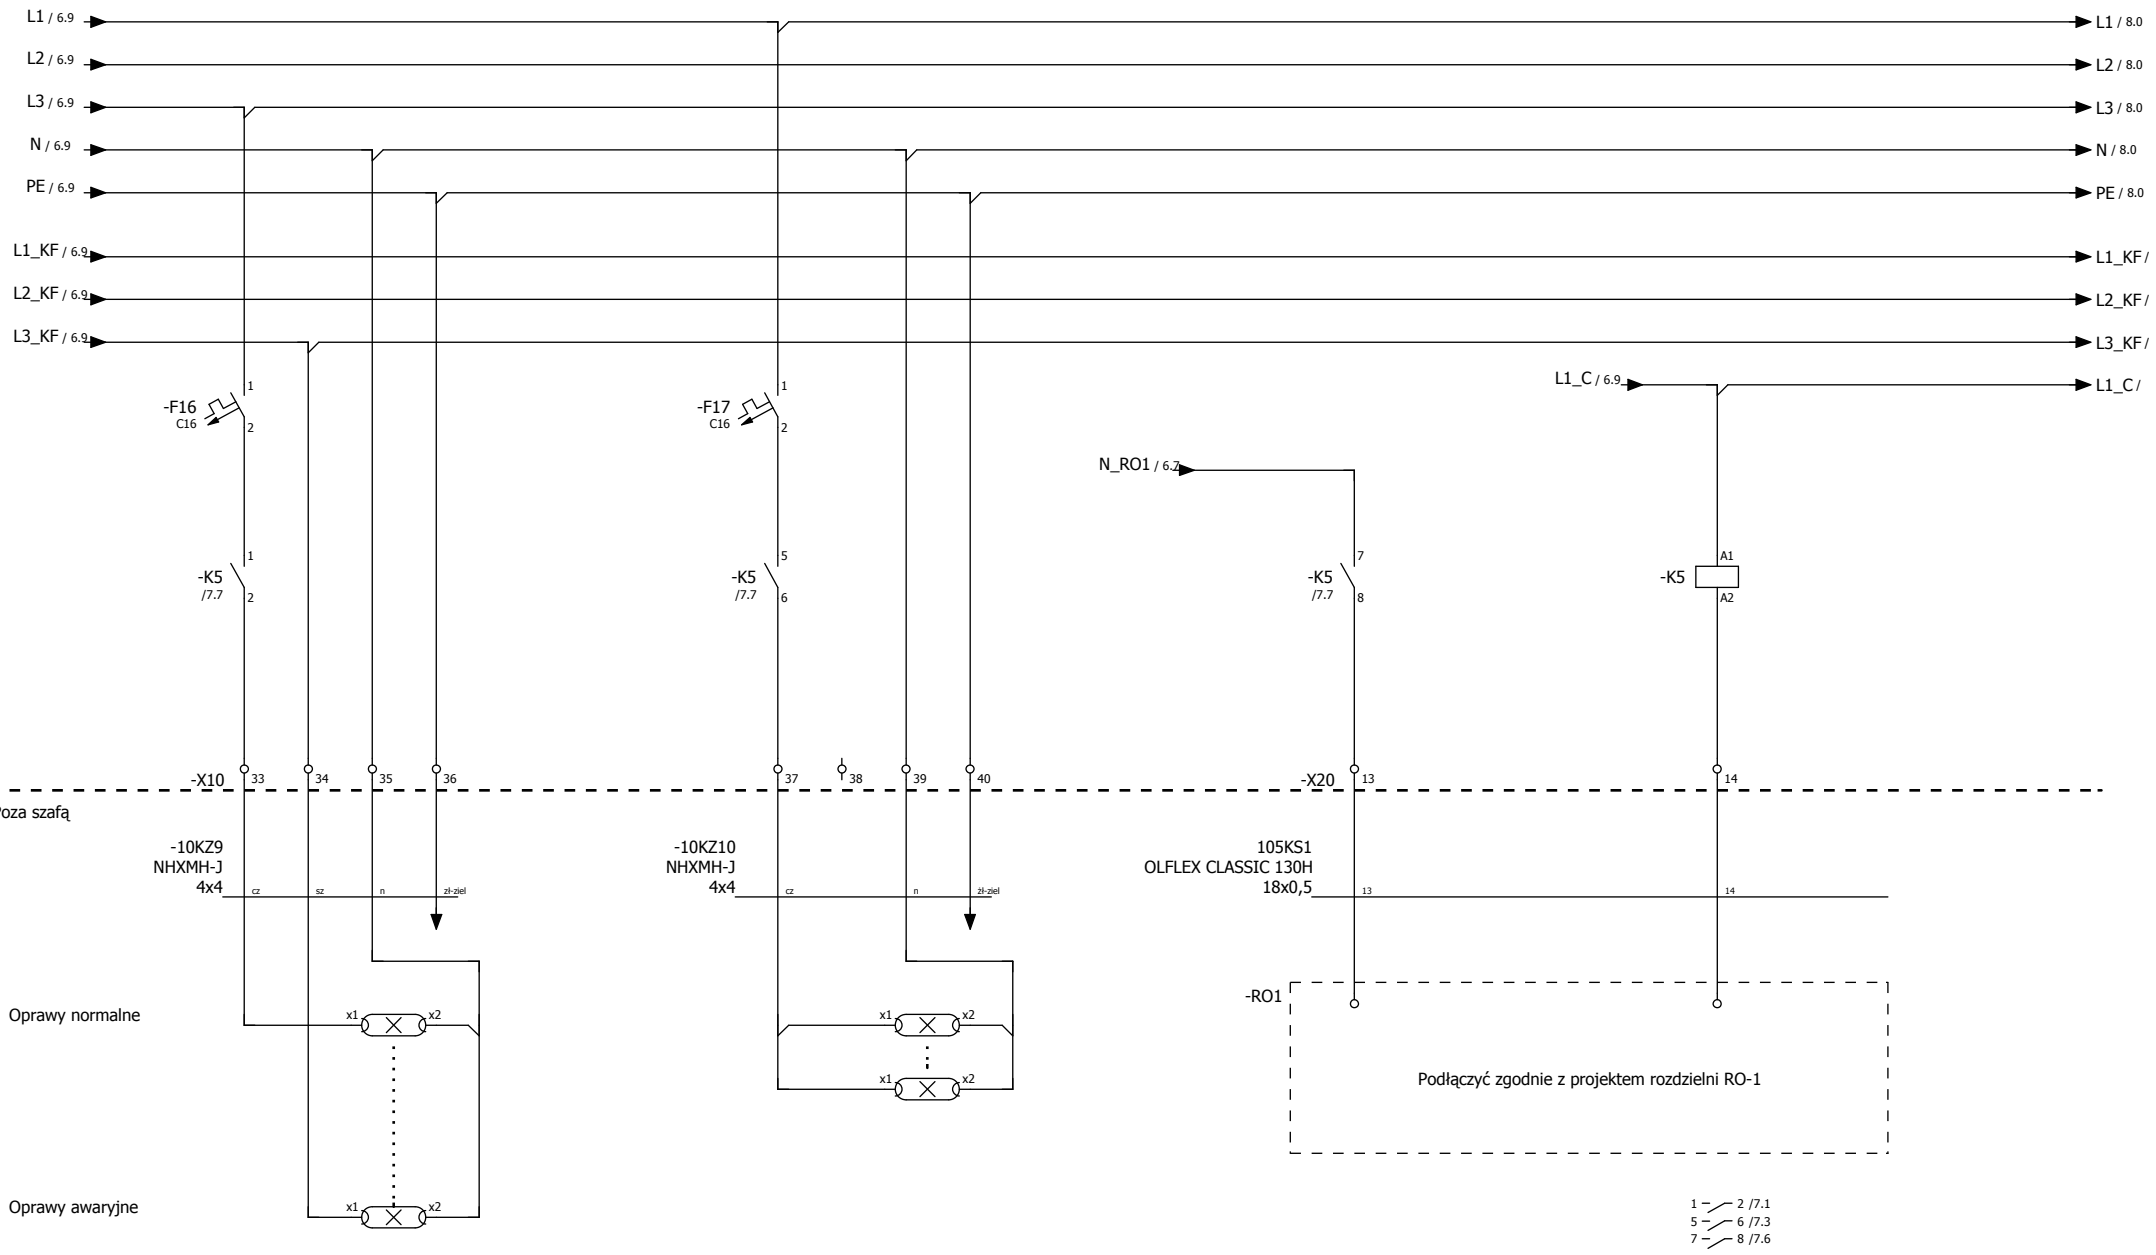 L1 / 6.9
L1 / 8.0
L2 / 6.9
L2 / 8.0
L3 / 6.9
L3 / 8.0
N / 6.9
N / 8.0
PE / 6.9
PE / 8.0
L1_KF / 6.9
L1_KF /
L2_KF / 6.9
L2_KF /
L3_KF / 6.9
L3_KF /
L1_C / 6.9
L1_C /
1
-F16
C16
2
1
-F17
C16
2
N_RO1 / 6.7
1
-K5
/7.7
2
5
-K5
/7.7
6
7
-K5
/7.7
8
A1
-K5
A2
-X10
33
34
35
36
37
38
39
40
-X20
13
14
Poza szafą
-10KZ9
NHXMH-J
4x4
cz
sz
n
zł-ziel
-10KZ10
NHXMH-J
4x4
cz
n
żł-ziel
105KS1
OLFLEX CLASSIC 130H
18x0,5
13
14
-RO1
Oprawy normalne
x1
x2
x1
x2
x1
x2
Podłączyć zgodnie z projektem rozdzielni RO-1
Oprawy awaryjne
x1
x2
1 2 /7.1
5 6 /7.3
7 8 /7.6